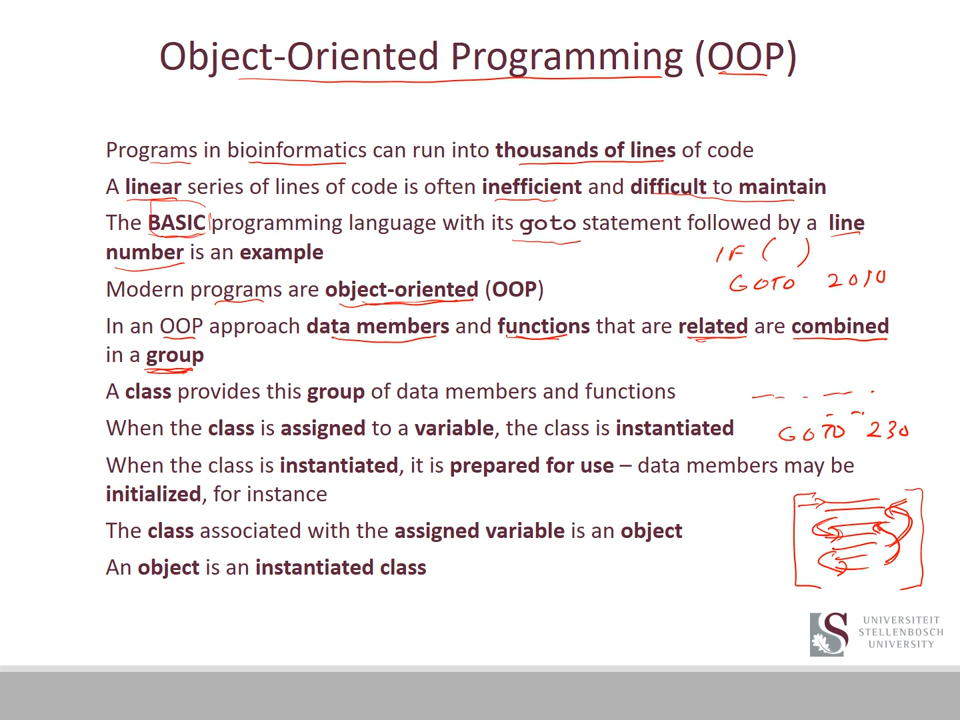 Object-Oriented Programming (OOP)
Programs in bioinformatics can run into thousands of lines of code
A linear series of lines of code is often inefficient and difficult to maintain
The BASIC programming language with its goto statement followed by a line
number is an example
IF ( )
GOTO 2010
Modern programs are object-oriented (OOP)
In an OOP approach data members and functions that are related are combined
in a group
A class provides this group of data members and functions
When the class is assigned to a variable, the class is instantiated
GOTO 230
When the class is instantiated, it is prepared for use – data members may be
initialized, for instance
The class associated with the assigned variable is an object
An object is an instantiated class
UNIVERSITEIT
STELLENBOSCH
UNIVERSITY